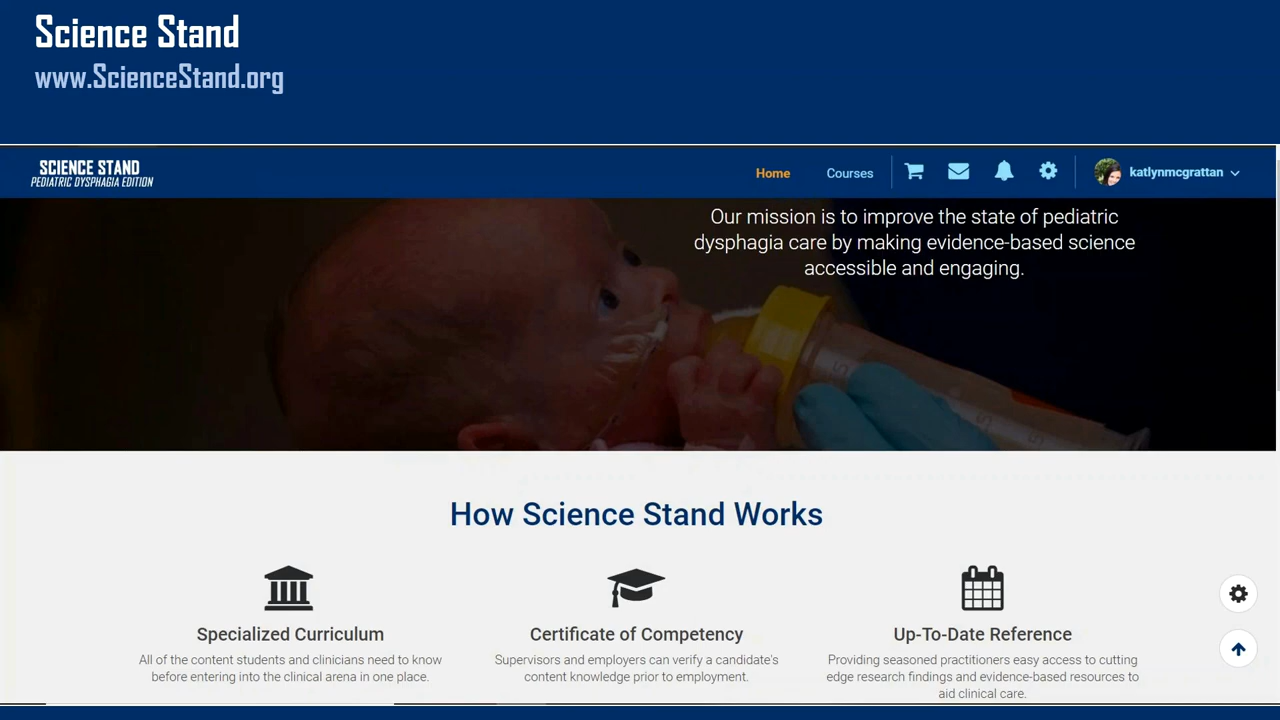 Science Stand
www.ScienceStand.org
SCIENCE STAND
PEDIATRIC DYSPHAGIA EDITION
Home
Courses
katlynmcgrattan
Our mission is to improve the state of pediatric
dysphagia care by making evidence-based science
accessible and engaging.
How Science Stand Works
Specialized Curriculum
All of the content students and clinicians need to know
before entering into the clinical arena in one place.
Certificate of Competency
Supervisors and employers can verify a candidate's
content knowledge prior to employment.
Up-To-Date Reference
Providing seasoned practitioners easy access to cutting
edge research findings and evidence-based resources to
aid clinical care.